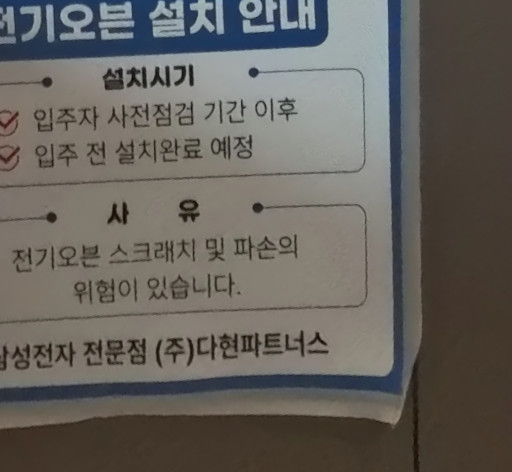 전기오븐 설치 안내
설치시기
입주자 사전점검 기간 이후
입주 전 설치완료 예정
사 유
전기오븐 스크래치 및 파손의
위험이 있습니다.
삼성전자 전문점 (주)다현파트너스